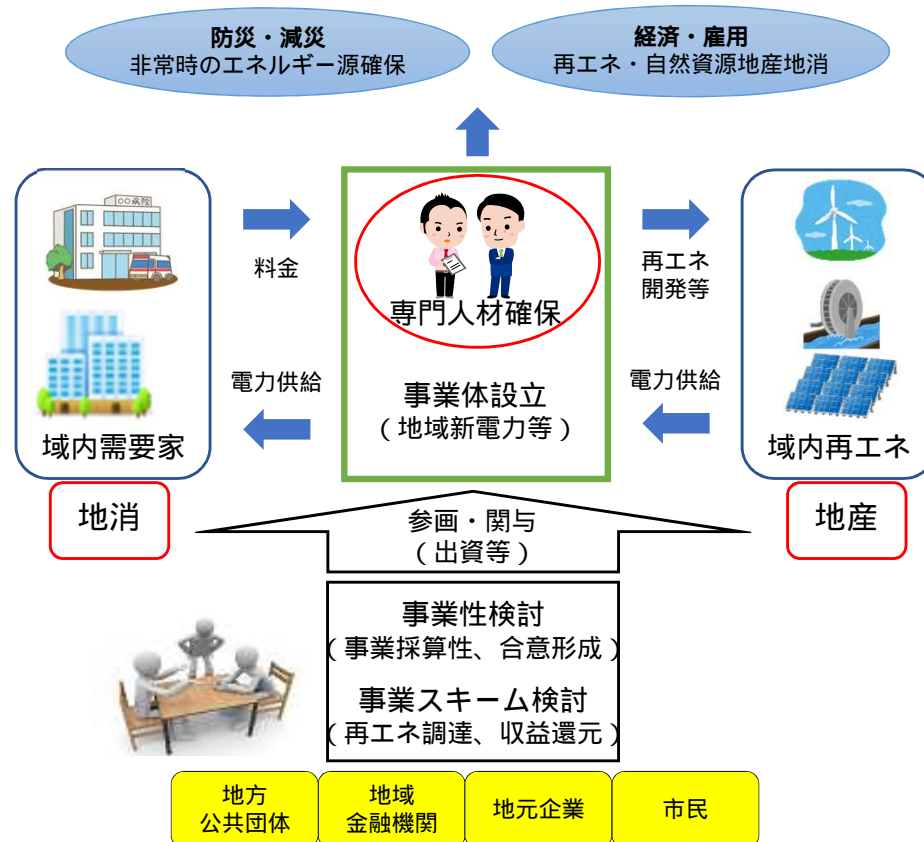 防災・減災
非常時のエネルギー源確保
経済・雇用
再エネ・自然資源地産地消
○○病院
料金
電力供給
域内需要家
地消
専門人材確保
事業体設立
(地域新電力等)
再エネ
開発等
電力供給
域内再エネ
地産
参画・関与
(出資等)
事業性検討
(事業採算性、合意形成)
事業スキーム検討
(再エネ調達、収益還元)
地方
公共団体
地域
金融機関
地元企業
市民